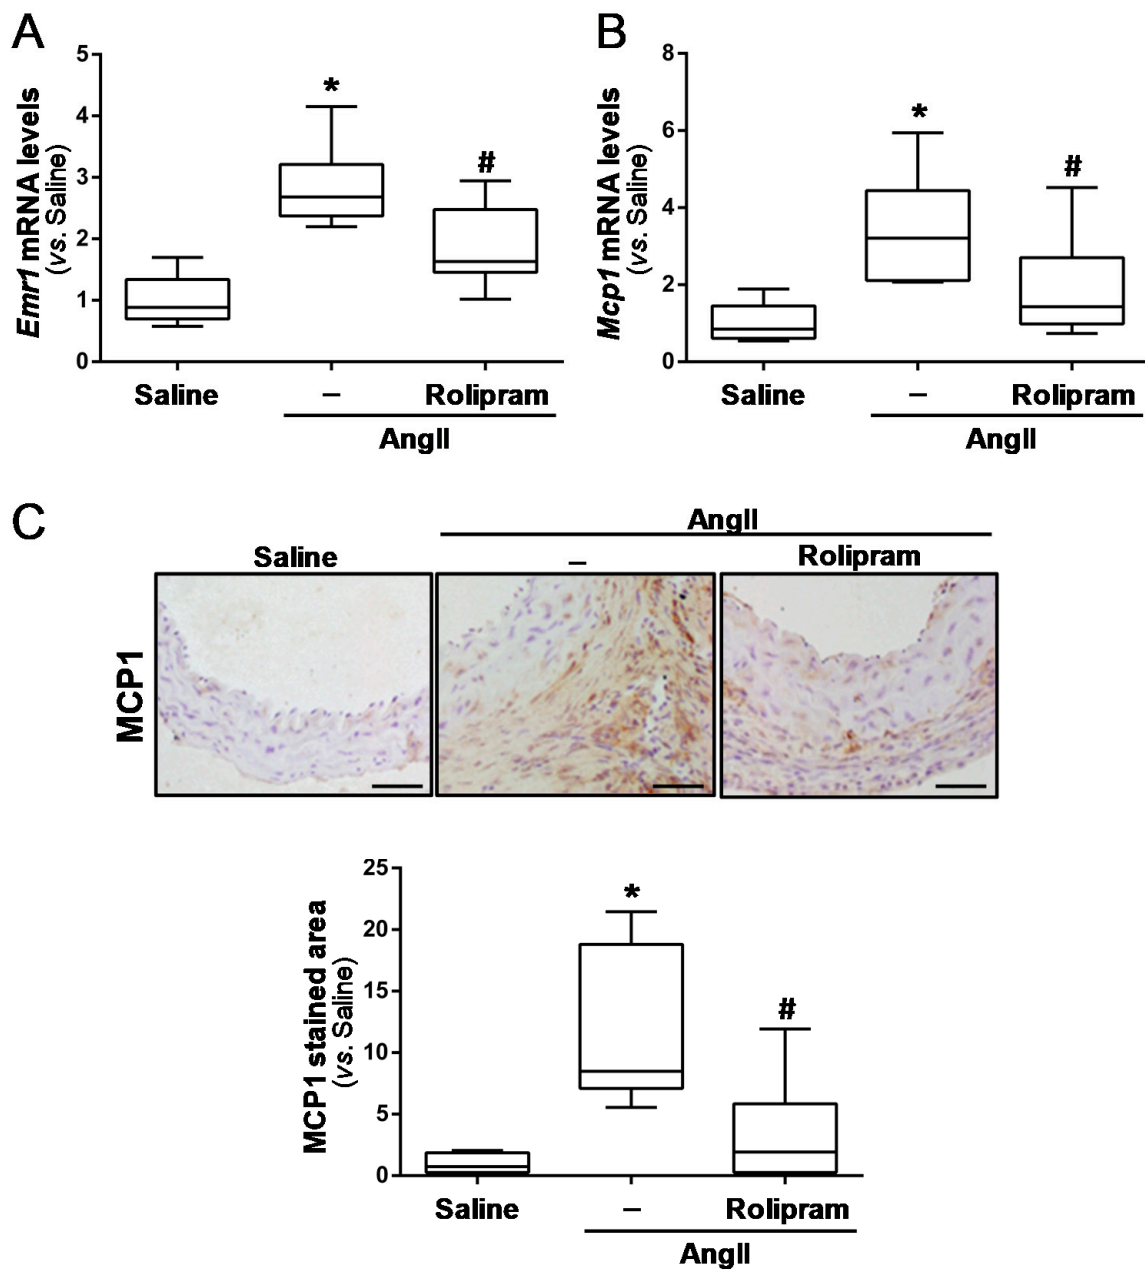 A
Emr1 mRNA levels
(vs. Saline)
5
4
3
2
1
0
*
#
Saline
–
Rolipram
AngII
B
Mcp1 mRNA levels
(vs. Saline)
8
6
4
2
0
*
#
Saline
–
Rolipram
AngII
C
AngII
Saline
–
Rolipram
MCP1
MCP1 stained area
(vs. Saline)
25
20
15
10
5
0
*
#
Saline
–
Rolipram
AngII